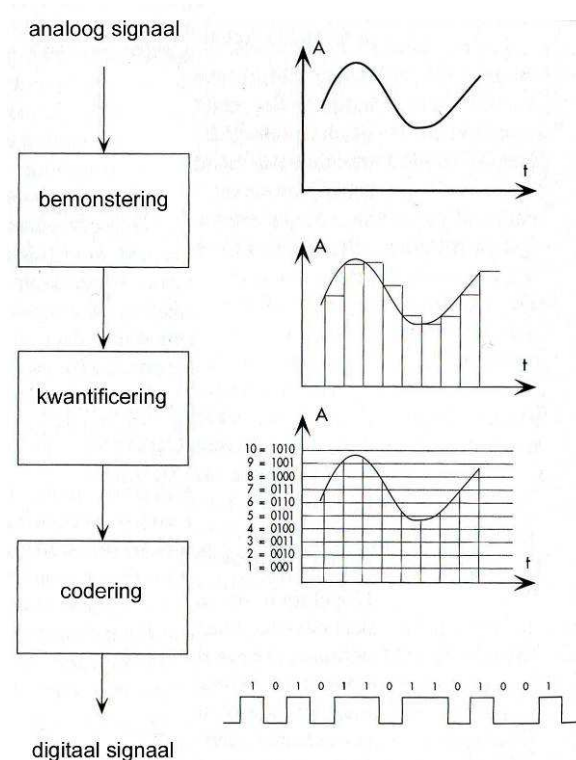 analoog signaal
A
t
bemonstering
A
t
kwantificering
A
10 = 1010
9 = 1001
8 = 1000
7 = 0111
6 = 0110
5 = 0101
4 = 0100
3 = 0011
2 = 0010
1 = 0001
t
codering
1 0 1 0 1 1 0 1 1 0 1 0 0 1
digitaal signaal